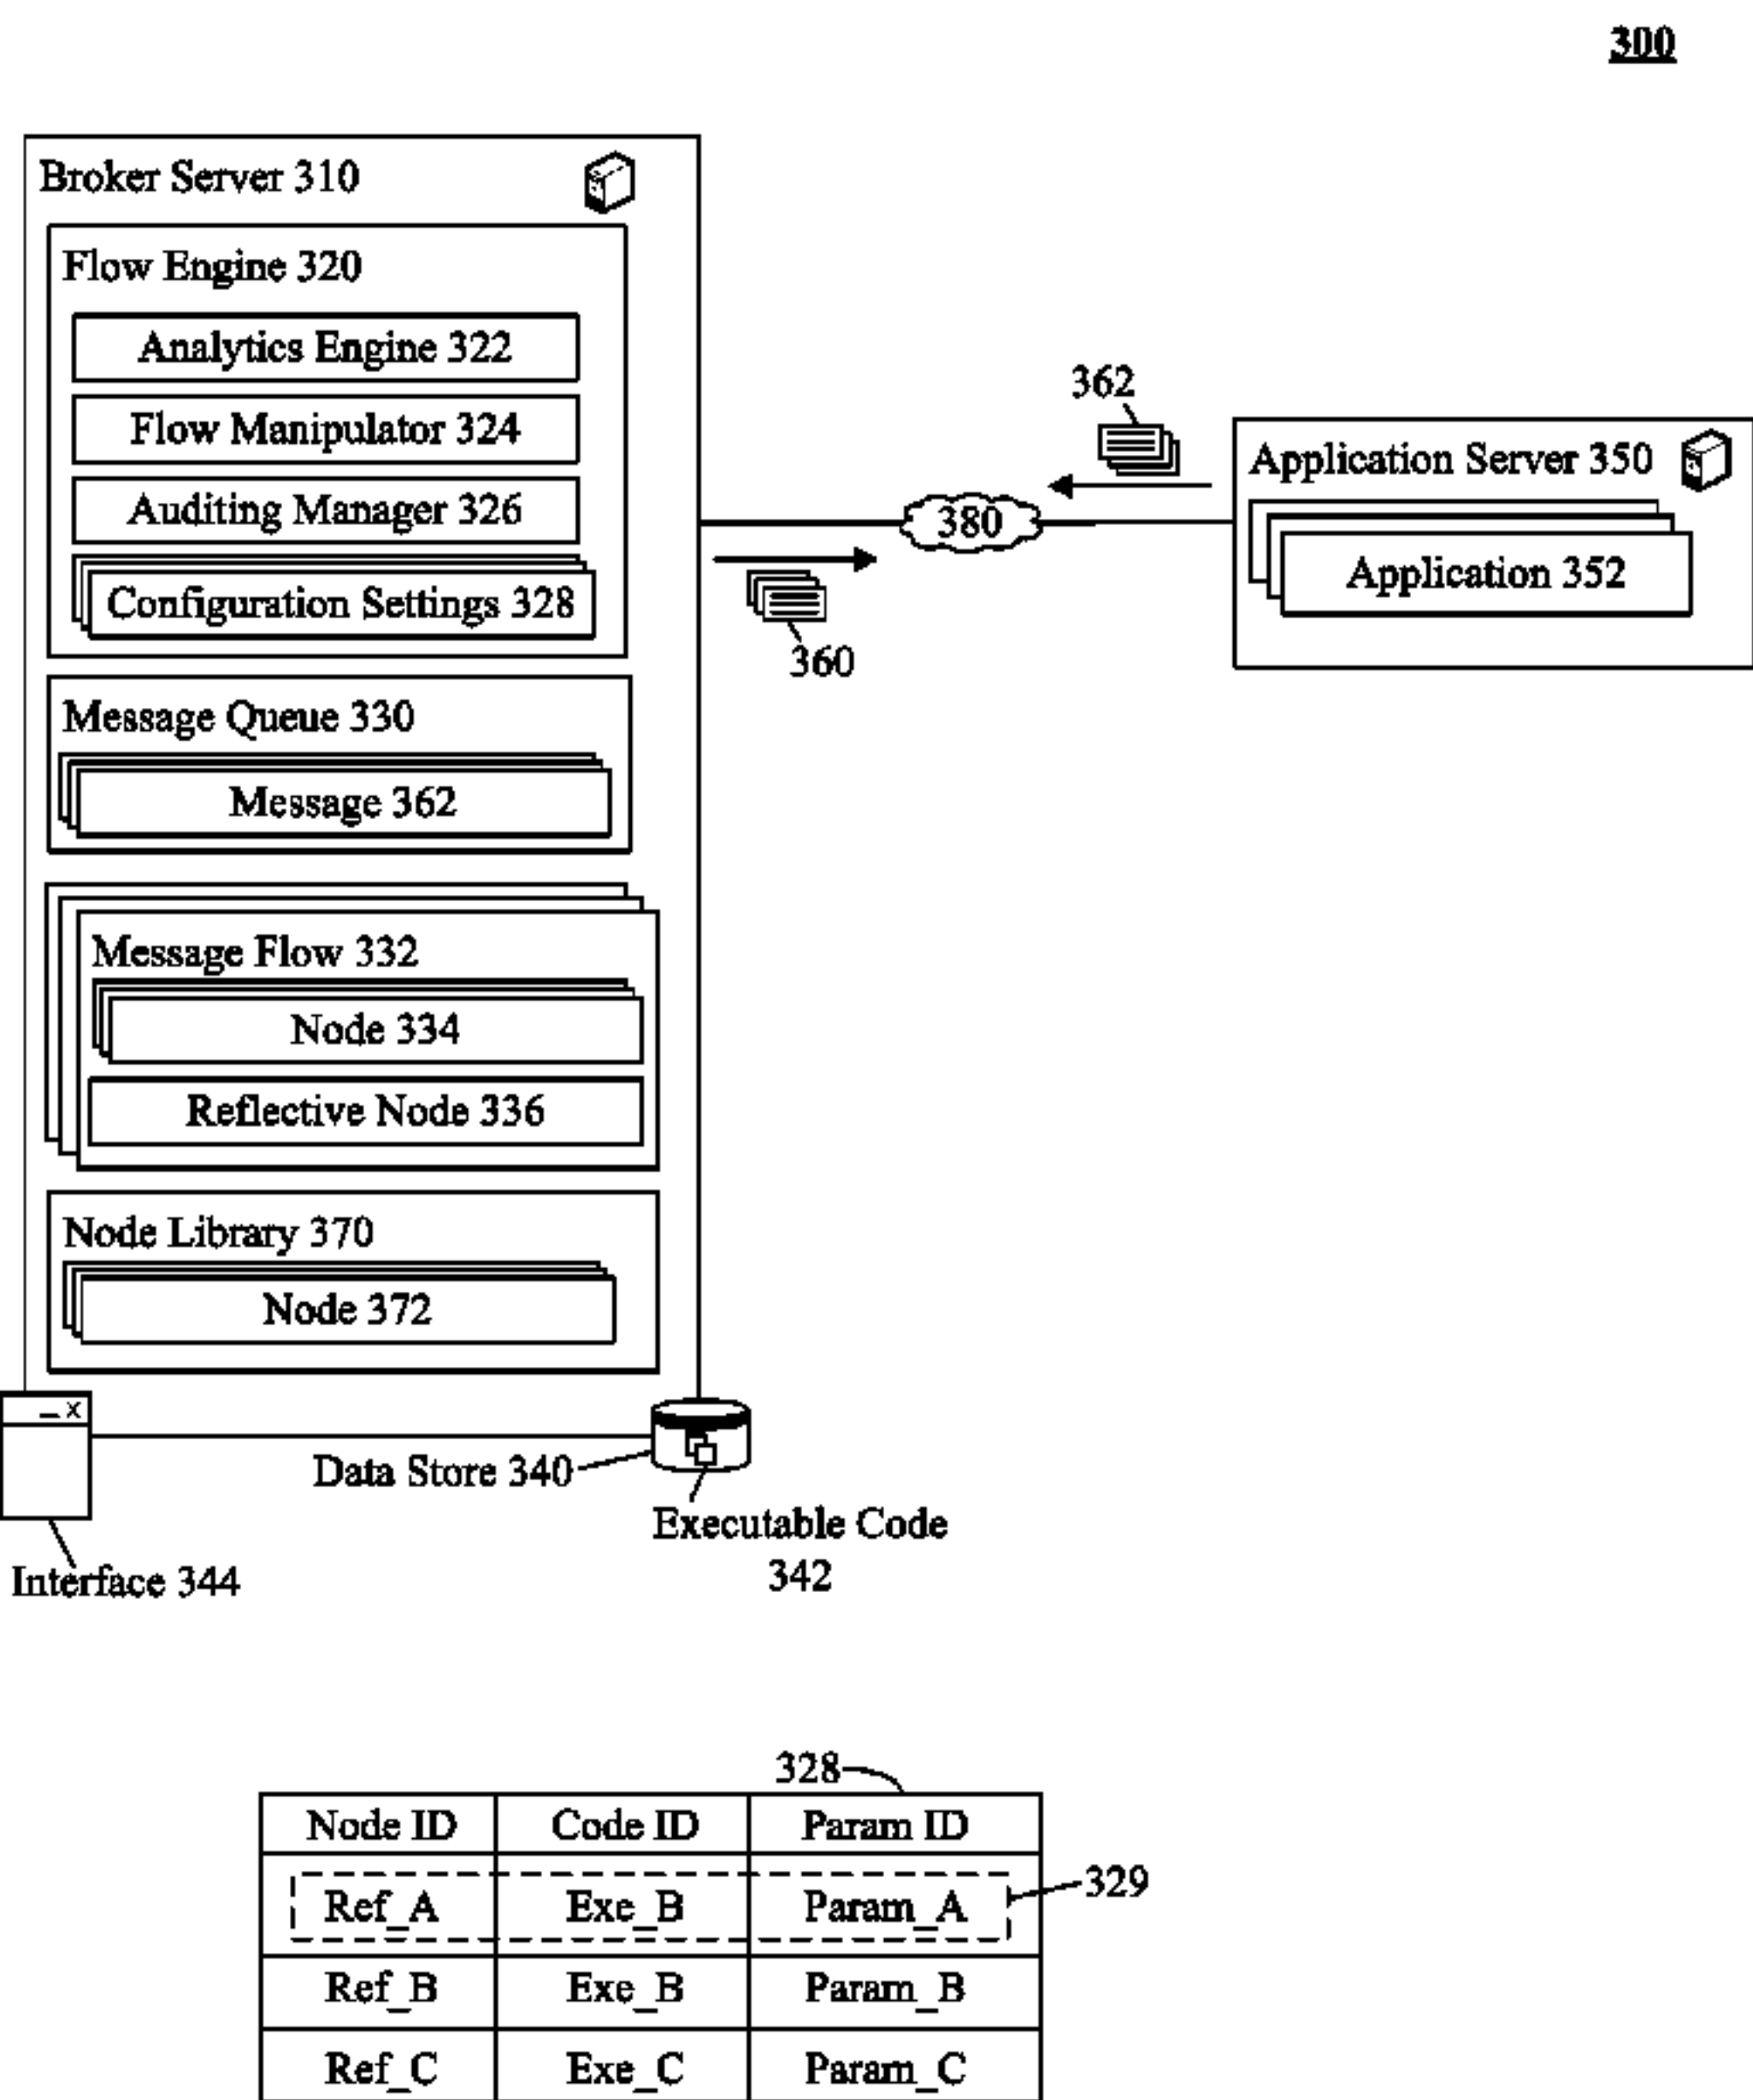 300
Broker Server 310
Flow Engine 320
Analytics Engine 322
Flow Manipulator 324
Auditing Manager 326
Configuration Settings 328
Message Queue 330
Message 362
Message Flow 332
Node 334
Reflective Node 336
Node Library 370
Node 372
Data Store 340
Executable Code
342
Interface 344
362
380
360
Application Server 350
Application 352
328
Node ID Code ID Param ID
329
Ref_A Exe_B Param_A
Ref_B Exe_B Param_B
Ref_C Exe_C Param_C